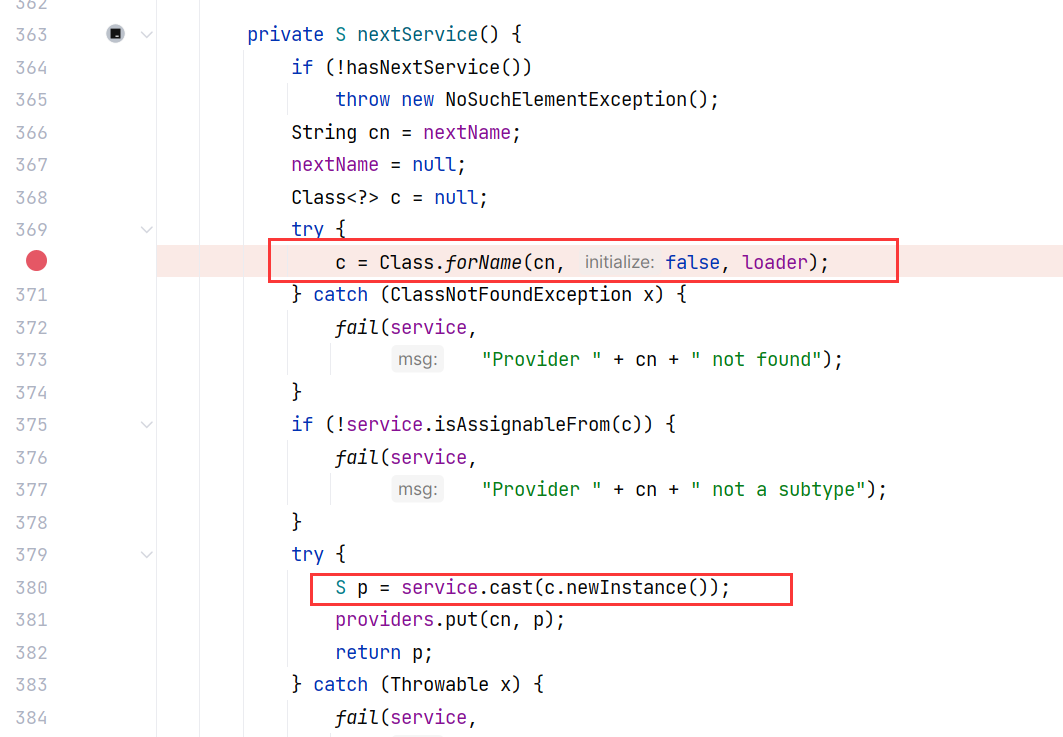 362
363 private S nextService() {
364 if (!hasNextService())
365 throw new NoSuchElementException();
366 String cn = nextName;
367 nextName = null;
368 Class<?> c = null;
369 try {
c = Class.forName(cn, initialize: false, loader);
371 } catch (ClassNotFoundException x) {
372 fail(service,
373 msg: "Provider " + cn + " not found");
374 }
375 if (!service.isAssignableFrom(c)) {
376 fail(service,
377 msg: "Provider " + cn + " not a subtype");
378 }
379 try {
380 S p = service.cast(c.newInstance());
381 providers.put(cn, p);
382 return p;
383 } catch (Throwable x) {
384 fail(service,